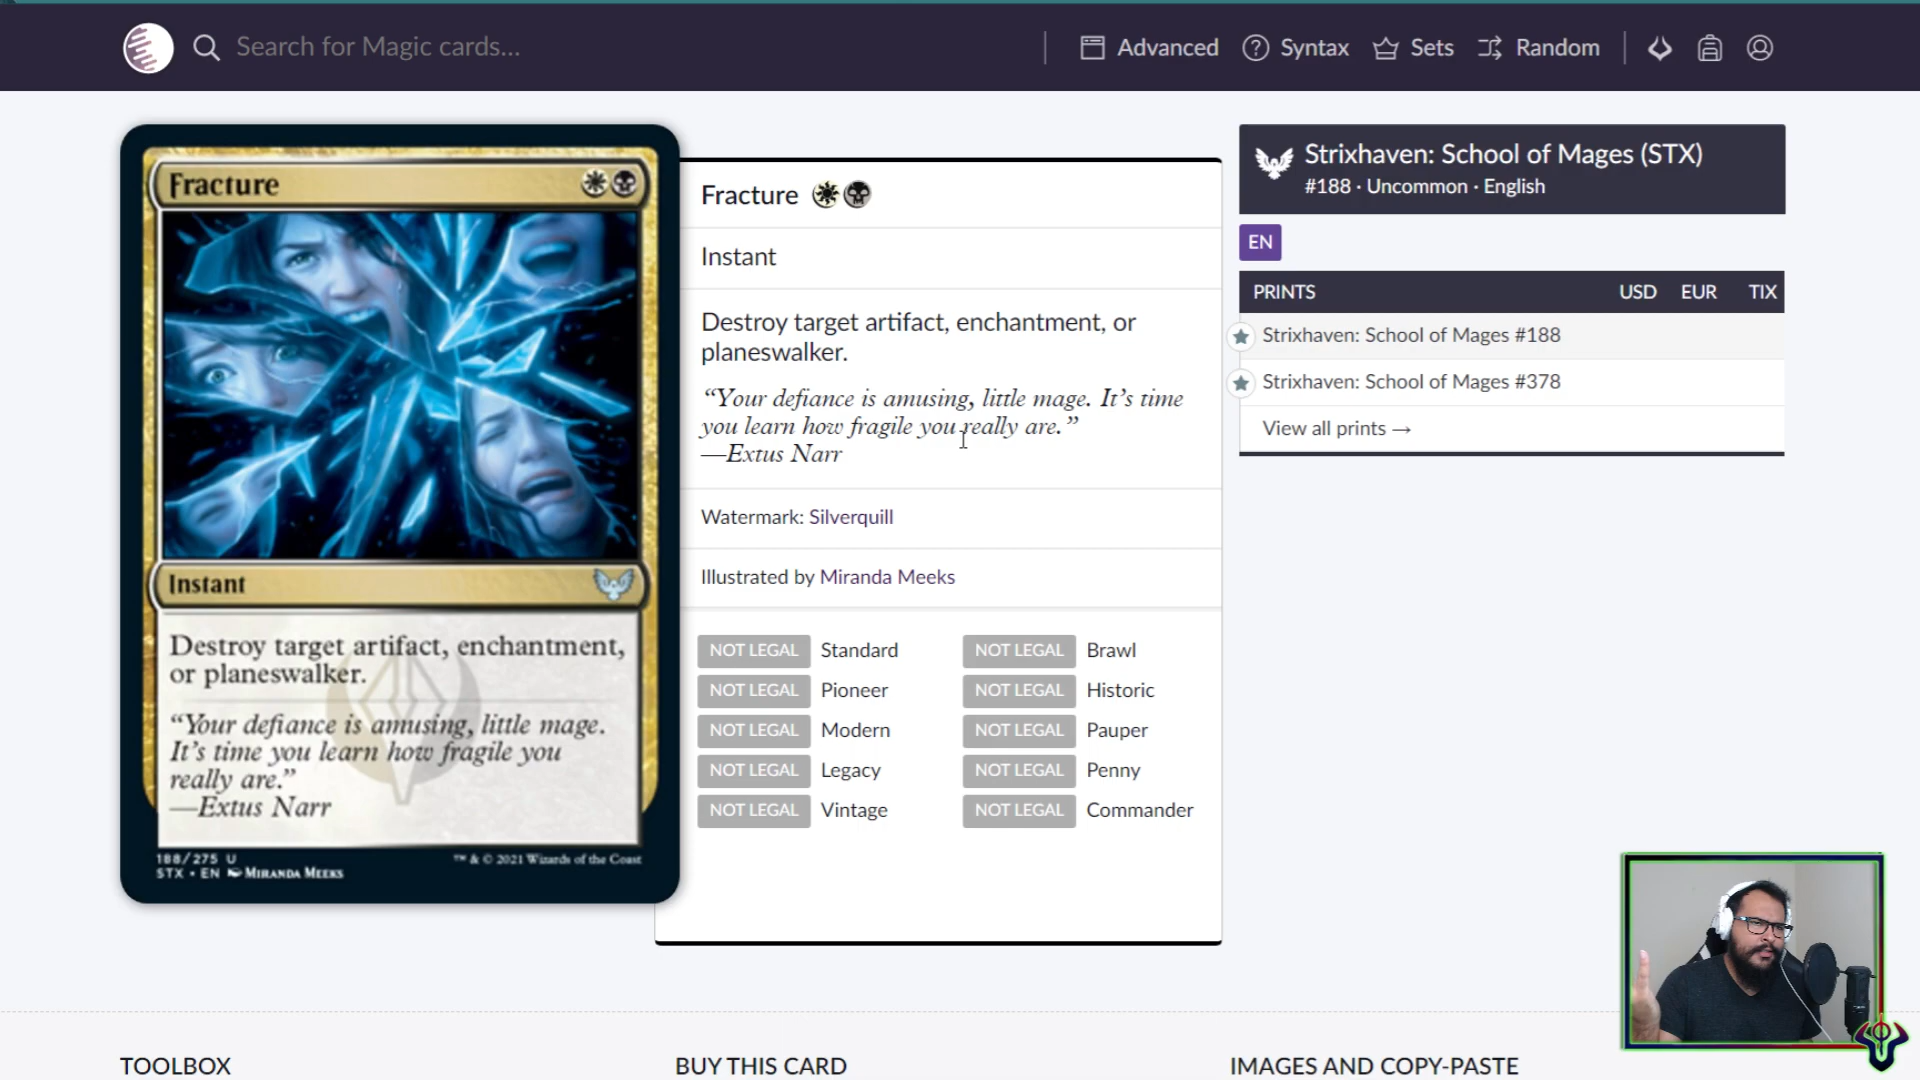 Search for Magic cards...
Advanced
Syntax
Sets
Random
Fracture
Instant
Destroy target artifact, enchantment,
or planeswalker.
“Your defiance is amusing, little mage.
It’s time you learn how fragile you
really are.”
—Extus Narr
188/275 U
STX • EN MIRANDA MEEKS
™ & © 2021 Wizards of the Coast
Fracture
Instant
Destroy target artifact, enchantment, or
planeswalker.
“Your defiance is amusing, little mage. It’s time
you learn how fragile you really are.”
—Extus Narr
Watermark: Silverquill
Illustrated by Miranda Meeks
NOT LEGAL Standard NOT LEGAL Brawl
NOT LEGAL Pioneer NOT LEGAL Historic
NOT LEGAL Modern NOT LEGAL Pauper
NOT LEGAL Legacy NOT LEGAL Penny
NOT LEGAL Vintage NOT LEGAL Commander
Strixhaven: School of Mages (STX)
#188 · Uncommon · English
EN
PRINTS USD EUR TIX
Strixhaven: School of Mages #188
Strixhaven: School of Mages #378
View all prints →
TOOLBOX
BUY THIS CARD
IMAGES AND COPY-PASTE